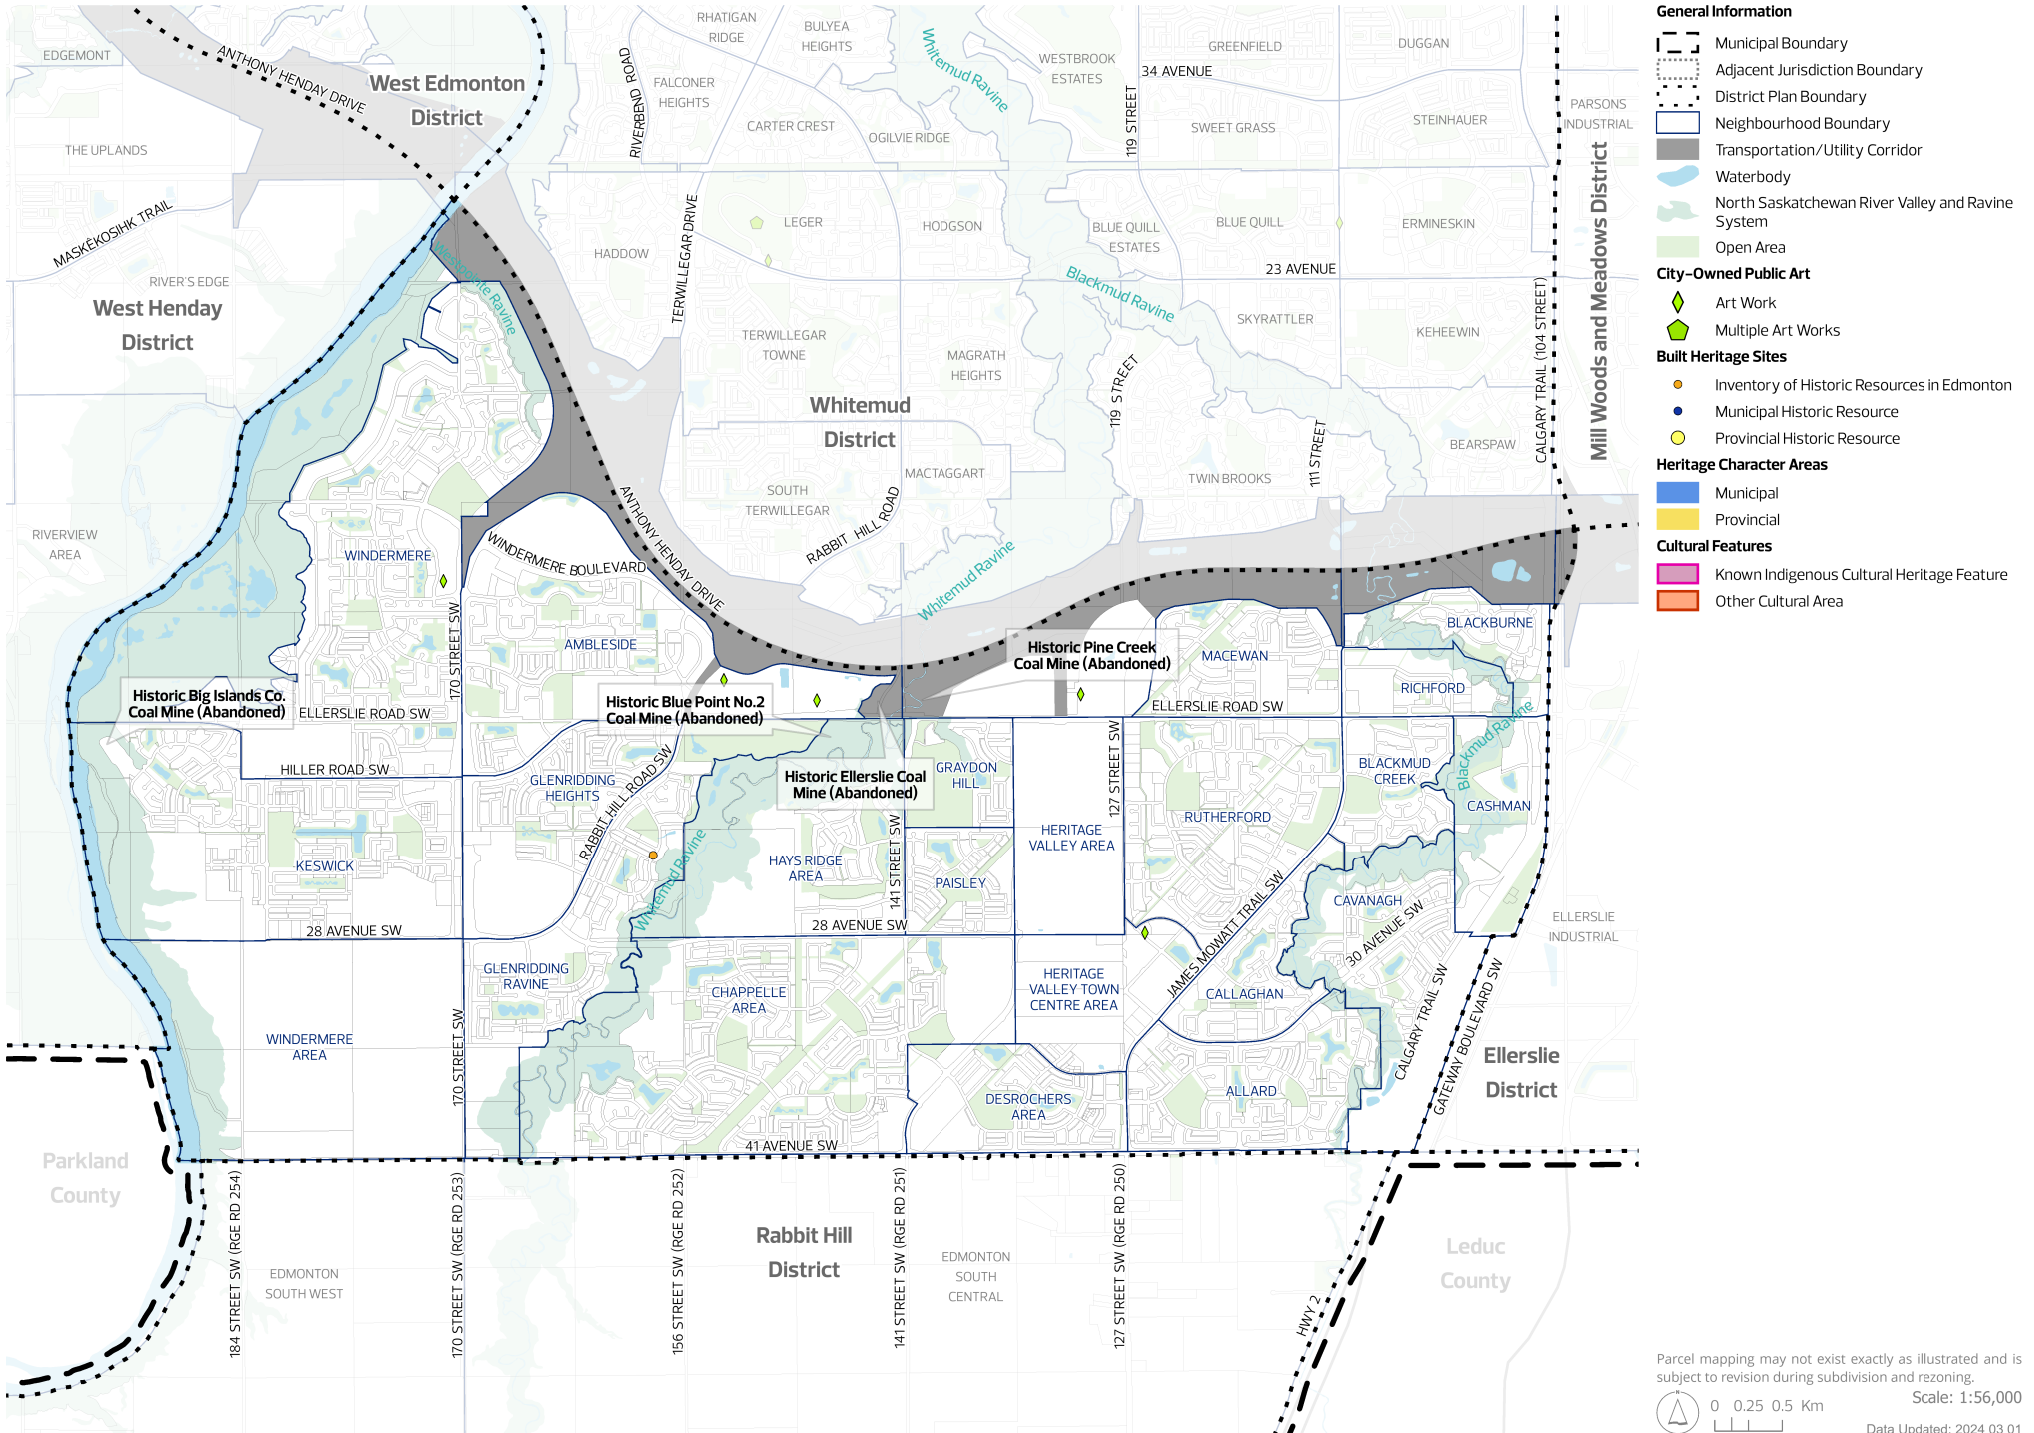 EDGEMONT
THE UPLANDS
ANTHONY HENDAY DRIVE
West Edmonton
District
MASKÊKOSIHK TRAIL
RIVER'S EDGE
West Henday
District
RIVERVIEW
AREA
RHATIGAN
RIDGE
BULYEA
HEIGHTS
RIVERBEND ROAD
FALCONER
HEIGHTS
CARTER CREST
OGILVIE RIDGE
Whitemud Ravine
WESTBROOK
ESTATES
119 STREET
34 AVENUE
GREENFIELD
DUGGAN
SWEET GRASS
STEINHAUER
PARSONS
INDUSTRIAL
Mill Woods and Meadows District
HADDOW
TERWILLEGAR DRIVE
LEGER
HODGSON
BLUE QUILL
ESTATES
BLUE QUILL
ERMINESKIN
23 AVENUE
Blackmud Ravine
SKYRATTLER
KEHEEWIN
CALGARY TRAIL (104 STREET)
Westpointe Ravine
TERWILLEGAR
TOWNE
MAGRATH
HEIGHTS
Whitemud
District
119 STREET
111 STREET
BEARSPAW
TWIN BROOKS
MACTAGGART
SOUTH
TERWILLEGAR
RABBIT HILL ROAD
ANTHONY HENDAY DRIVE
Whitemud Ravine
WINDERMERE
WINDERMERE BOULEVARD
170 STREET SW
AMBLESIDE
Historic Pine Creek
Coal Mine (Abandoned)
MACEWAN
BLACKBURNE
RICHFORD
Historic Big Islands Co.
Coal Mine (Abandoned)
ELLERSLIE ROAD SW
Historic Blue Point No.2
Coal Mine (Abandoned)
ELLERSLIE ROAD SW
Blackmud Ravine
HILLER ROAD SW
GLENRIDDING
HEIGHTS
RABBIT HILL ROAD SW
Historic Ellerslie Coal
Mine (Abandoned)
GRAYDON
HILL
127 STREET SW
BLACKMUD
CREEK
CASHMAN
KESWICK
Whitemud Ravine
HAYS RIDGE
AREA
141 STREET SW
PAISLEY
HERITAGE
VALLEY AREA
RUTHERFORD
CAVANAGH
28 AVENUE SW
28 AVENUE SW
JAMES MOWATT TRAIL SW
30 AVENUE SW
ELLERSLIE
INDUSTRIAL
GLENRIDDING
RAVINE
CHAPPELLE
AREA
HERITAGE
VALLEY TOWN
CENTRE AREA
CALLAGHAN
CALGARY TRAIL SW
GATEWAY BOULEVARD SW
WINDERMERE
AREA
170 STREET SW
DESROCHERS
AREA
ALLARD
Ellerslie
District
41 AVENUE SW
Parkland
County
184 STREET SW (RGE RD 254)
170 STREET SW (RGE RD 253)
156 STREET SW (RGE RD 252)
141 STREET SW (RGE RD 251)
127 STREET SW (RGE RD 250)
EDMONTON
SOUTH WEST
Rabbit Hill
District
EDMONTON
SOUTH
CENTRAL
HWY 2
Leduc
County
General Information
Municipal Boundary
Adjacent Jurisdiction Boundary
District Plan Boundary
Neighbourhood Boundary
Transportation/Utility Corridor
Waterbody
North Saskatchewan River Valley and Ravine
System
Open Area
City-Owned Public Art
Art Work
Multiple Art Works
Built Heritage Sites
Inventory of Historic Resources in Edmonton
Municipal Historic Resource
Provincial Historic Resource
Heritage Character Areas
Municipal
Provincial
Cultural Features
Known Indigenous Cultural Heritage Feature
Other Cultural Area
Parcel mapping may not exist exactly as illustrated and is
subject to revision during subdivision and rezoning.
Scale: 1:56,000
N
0 0.25 0.5 Km
Data Updated: 2024 03 01